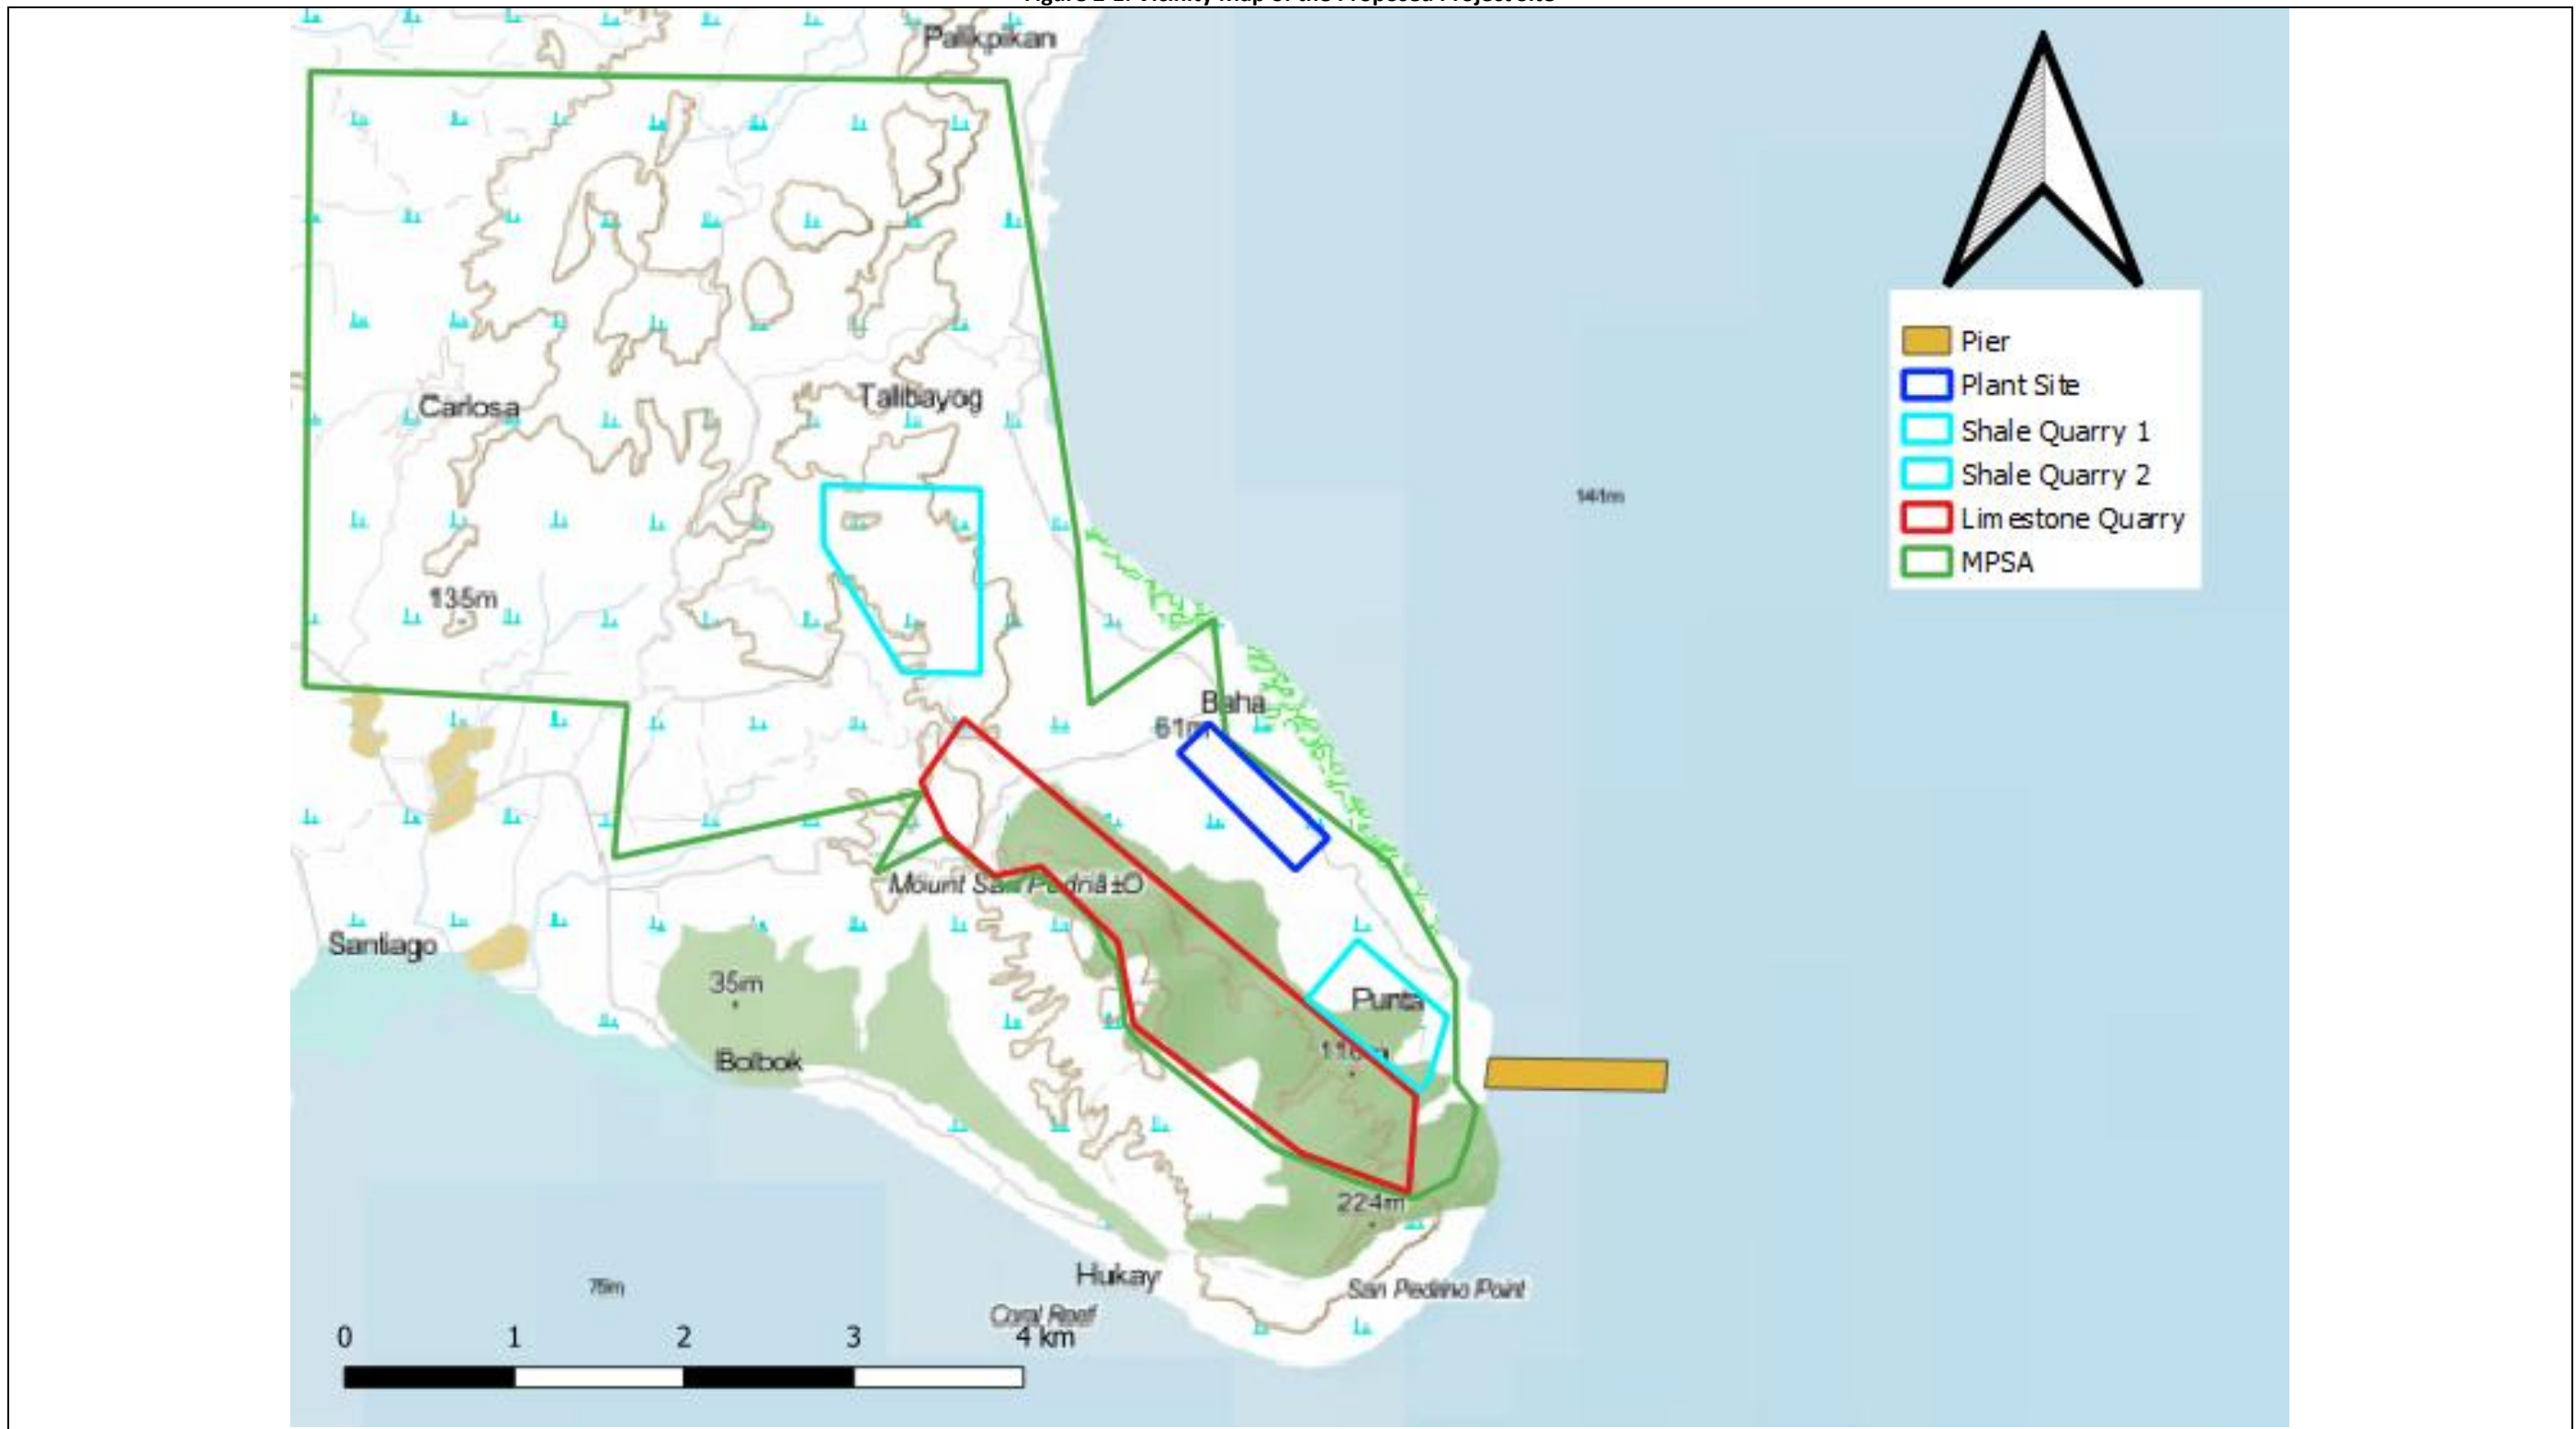 Palikpikan
Pier
Plant Site
Shale Quarry 1
Shale Quarry 2
Limestone Quarry
MPSA
Talibayog
Carlosa
141m
135m
Baha
61m
Mount San Pedriâ±O
Santiago
35m
Punta
Bolbok
224m
Hukay
San Pedrino Point
75m
Coral Reef
0 1 2 3 4 km